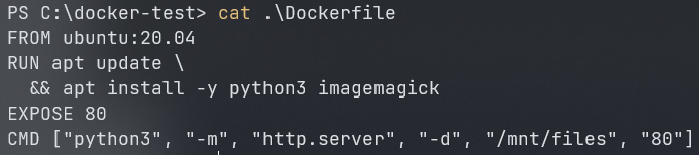 PS C:\docker-test> cat .\Dockerfile
FROM ubuntu:20.04
RUN apt update \
  && apt install -y python3 imagemagick
EXPOSE 80
CMD ["python3", "-m", "http.server", "-d", "/mnt/files", "80"]